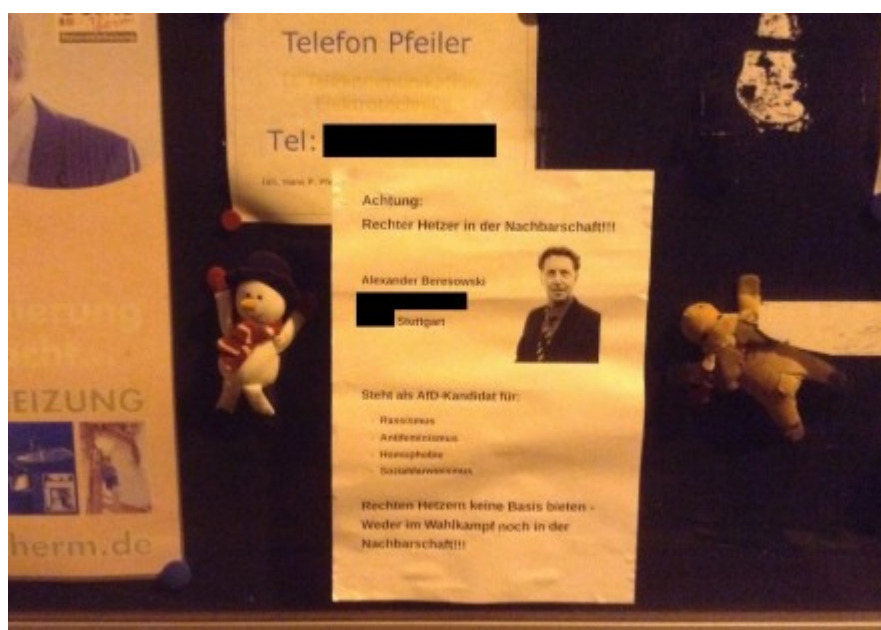 Telefon Pfeiler
Tel:
Achtung:
Rechter Hetzer in der Nachbarschaft!!!
Alexander Beresowski
Stuttgart
Steht als AfD-Kandidat für:
Rassismus
Antifeminismus
Homophobie
Sozialdarwinismus
Rechten Hetzern keine Basis bieten -
Weder im Wahlkampf noch in der
Nachbarschaft!!!
EIZUNG
herm.de